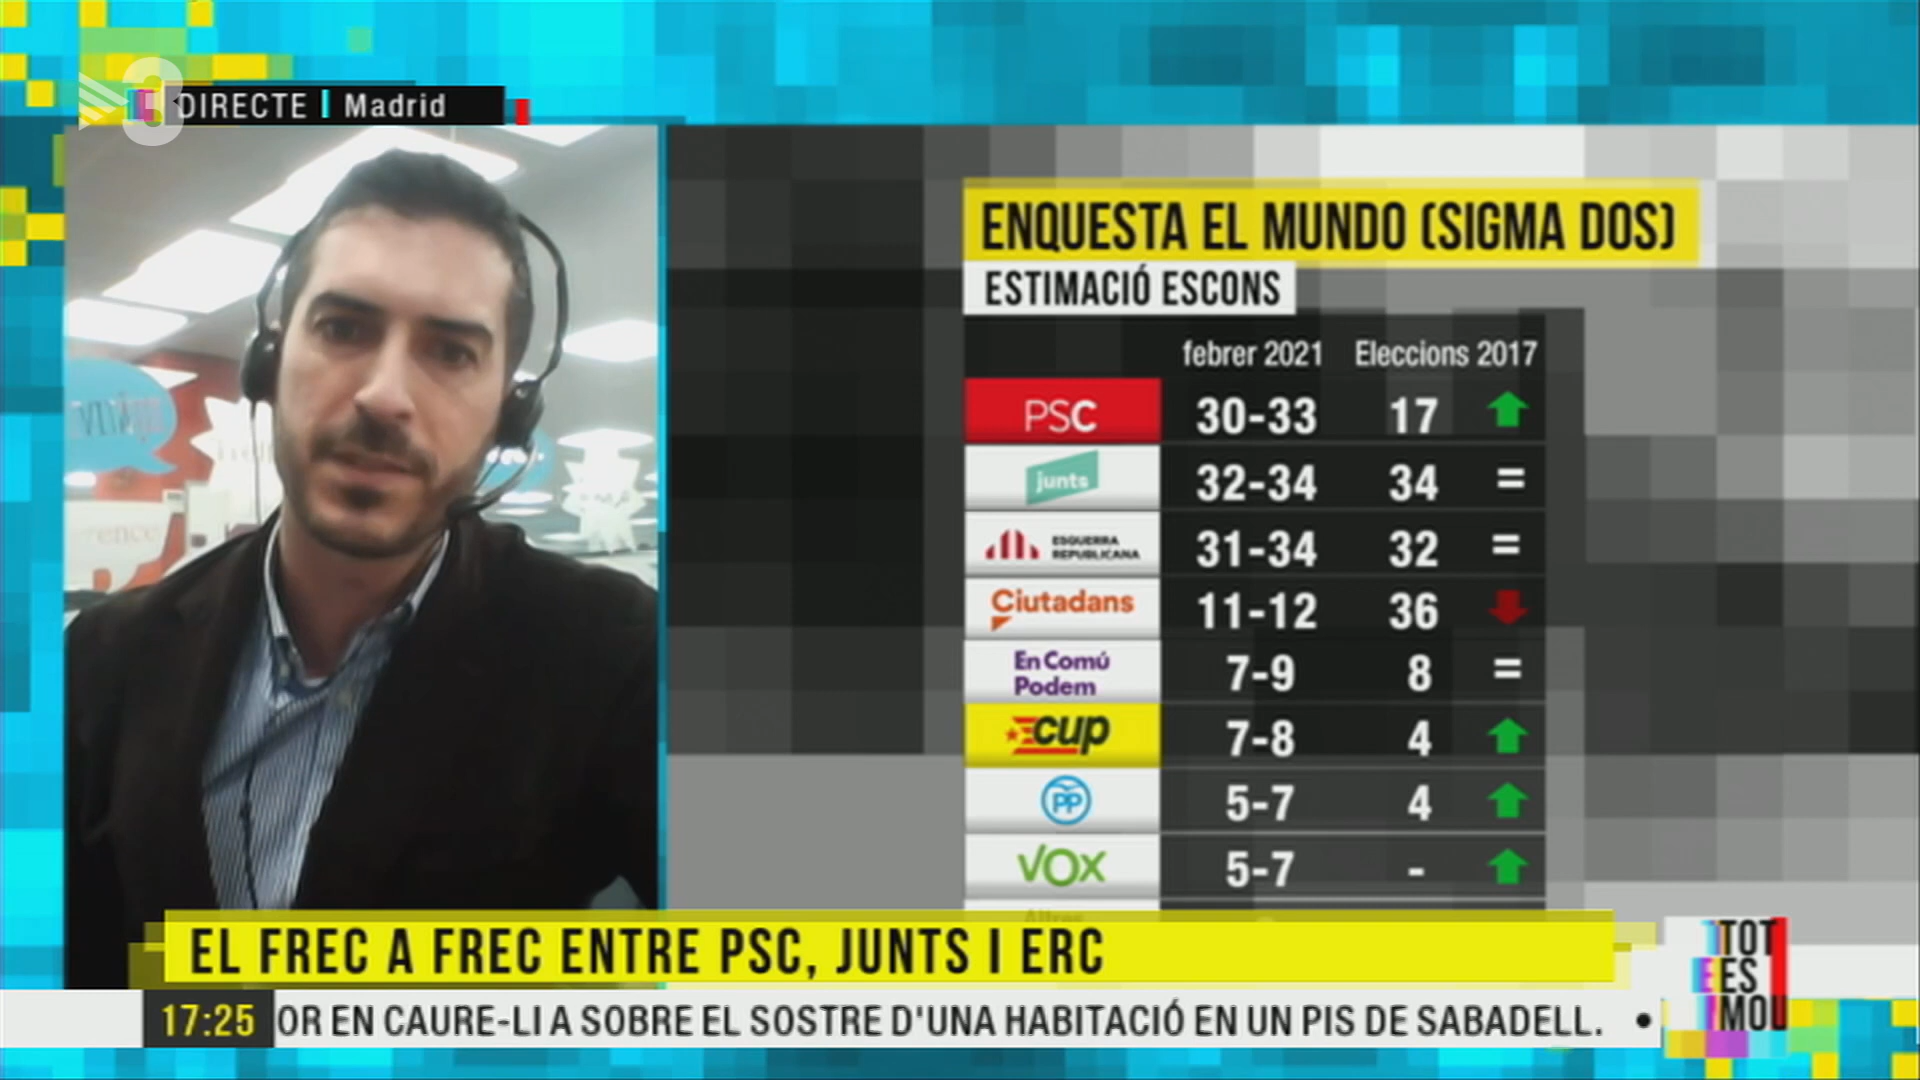 3
DIRECTE | Madrid
ENQUESTA EL MUNDO (SIGMA DOS)
ESTIMACIÓ ESCONS
febrer 2021 Eleccions 2017
PSC 30-33 17
junts 32-34 34 =
ESQUERRA REPUBLICANA 31-34 32 =
Ciutadans 11-12 36
En Comú Podem 7-9 8 =
cup 7-8 4
PP 5-7 4
VOX 5-7 -
Altres
EL FREC A FREC ENTRE PSC, JUNTS I ERC
17:25 OR EN CAURE-LI A SOBRE EL SOSTRE D'UNA HABITACIÓ EN UN PIS DE SABADELL. •
TOT
ES
MOU